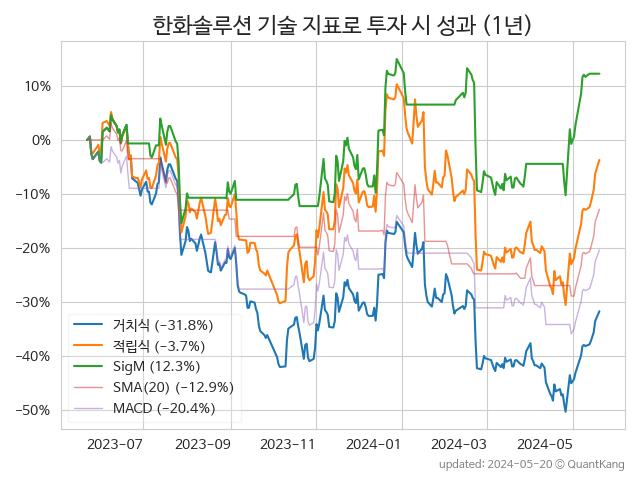 한화솔루션 기술 지표로 투자 시 성과 (1년)
10%
0%
−10%
−20%
−30%
−40%
−50%
거치식 (−31.8%)
적립식 (−3.7%)
SigM (12.3%)
SMA(20) (−12.9%)
MACD (−20.4%)
2023-07
2023-09
2023-11
2024-01
2024-03
2024-05
updated: 2024-05-20 © QuantKang